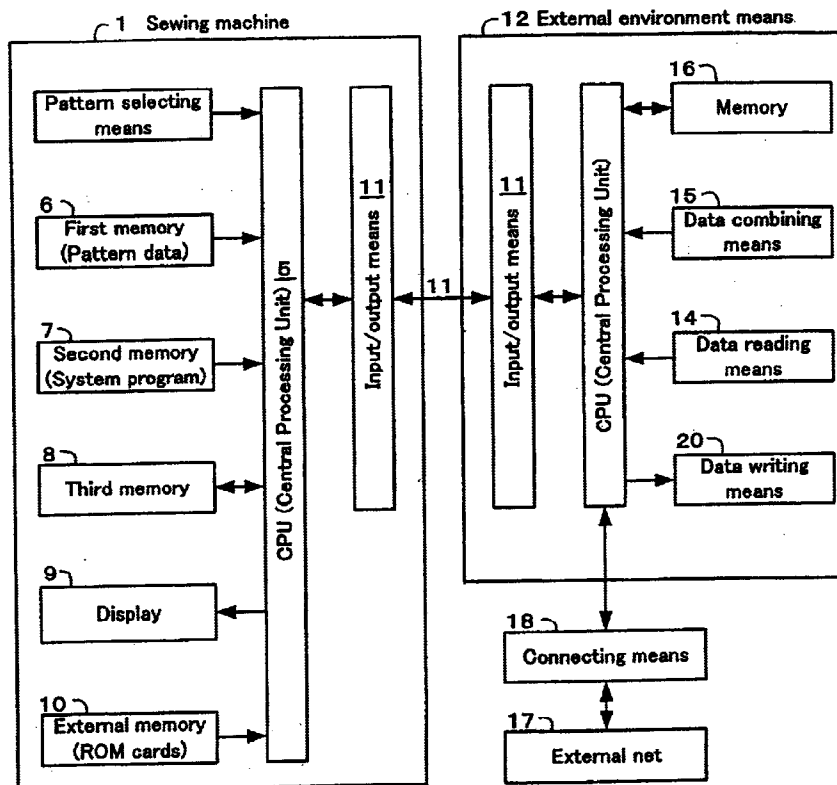 1 Sewing machine
Pattern selecting
means
6
First memory
(Pattern data)
7
Second memory
(System program)
8
Third memory
9
Display
10
External memory
(ROM cards)
CPU (Central Processing Unit)
Input/output means 11
11
12 External environment means
Input/output means 11
CPU (Central Processing Unit)
16
Memory
15
Data combining
means
14
Data reading
means
20
Data writing
means
18
Connecting means
17
External net